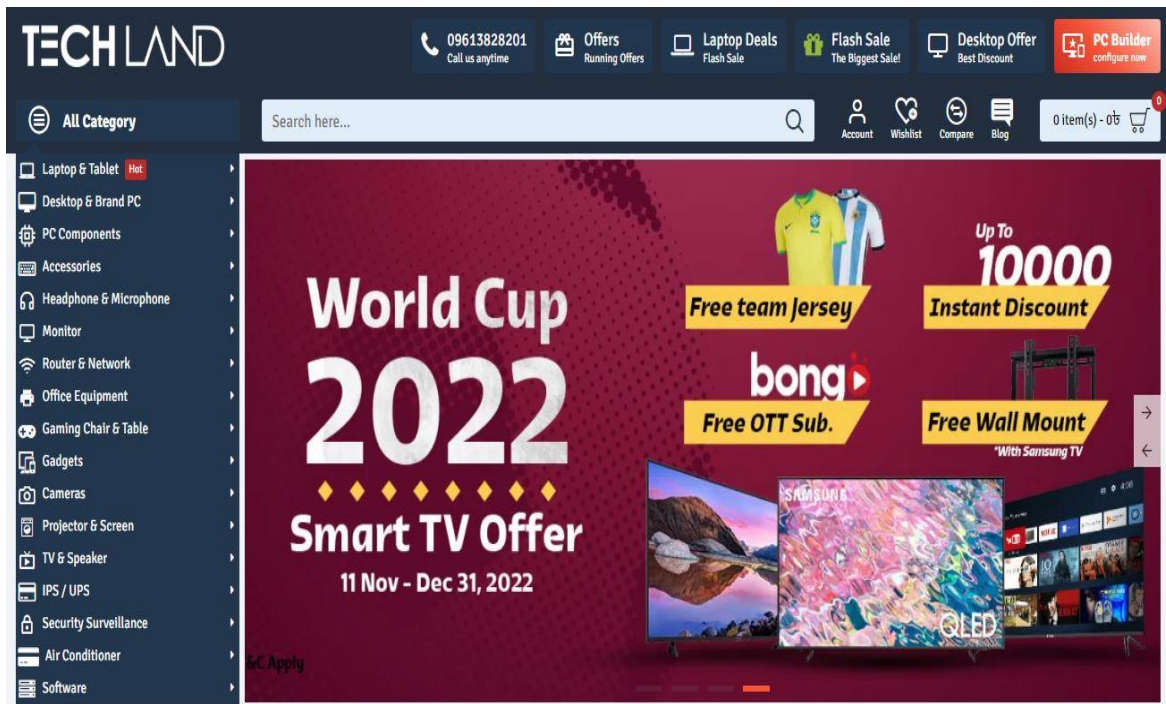 TECHLAND
09613828201
Call us anytime
Offers
Running Offers
Laptop Deals
Flash Sale
Flash Sale
The Biggest Sale!
Desktop Offer
Best Discount
PC Builder
configure now
All Category
Search here...
Account
Wishlist
Compare
Blog
0 item(s) - 0৳
0
Laptop & Tablet Hot
Desktop & Brand PC
PC Components
Accessories
Headphone & Microphone
Monitor
Router & Network
Office Equipment
Gaming Chair & Table
Gadgets
Cameras
Projector & Screen
TV & Speaker
IPS / UPS
Security Surveillance
Air Conditioner
Software
World Cup
2022
Smart TV Offer
11 Nov - Dec 31, 2022
&C Apply
Free team Jersey
Up To
10000
Instant Discount
bongo
Free OTT Sub.
Free Wall Mount
*With Samsung TV
SAMSUNG
QLED